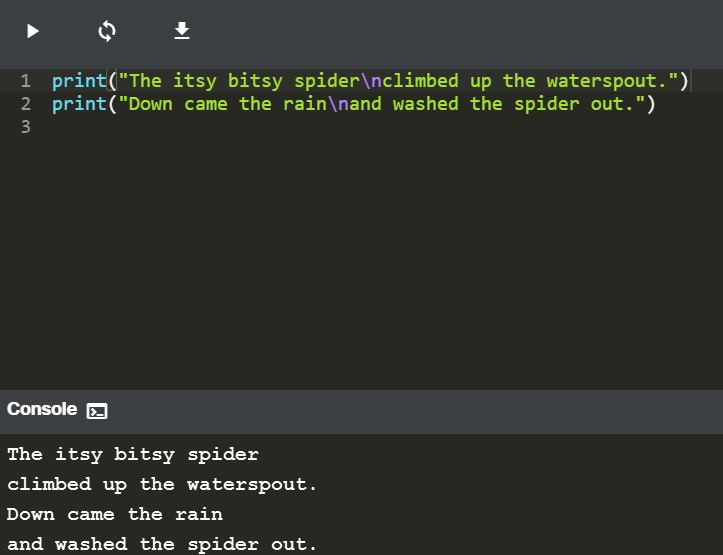 1 print("The itsy bitsy spider\nclimbed up the waterspout.")
2 print("Down came the rain\nand washed the spider out.")
3
Console
The itsy bitsy spider
climbed up the waterspout.
Down came the rain
and washed the spider out.